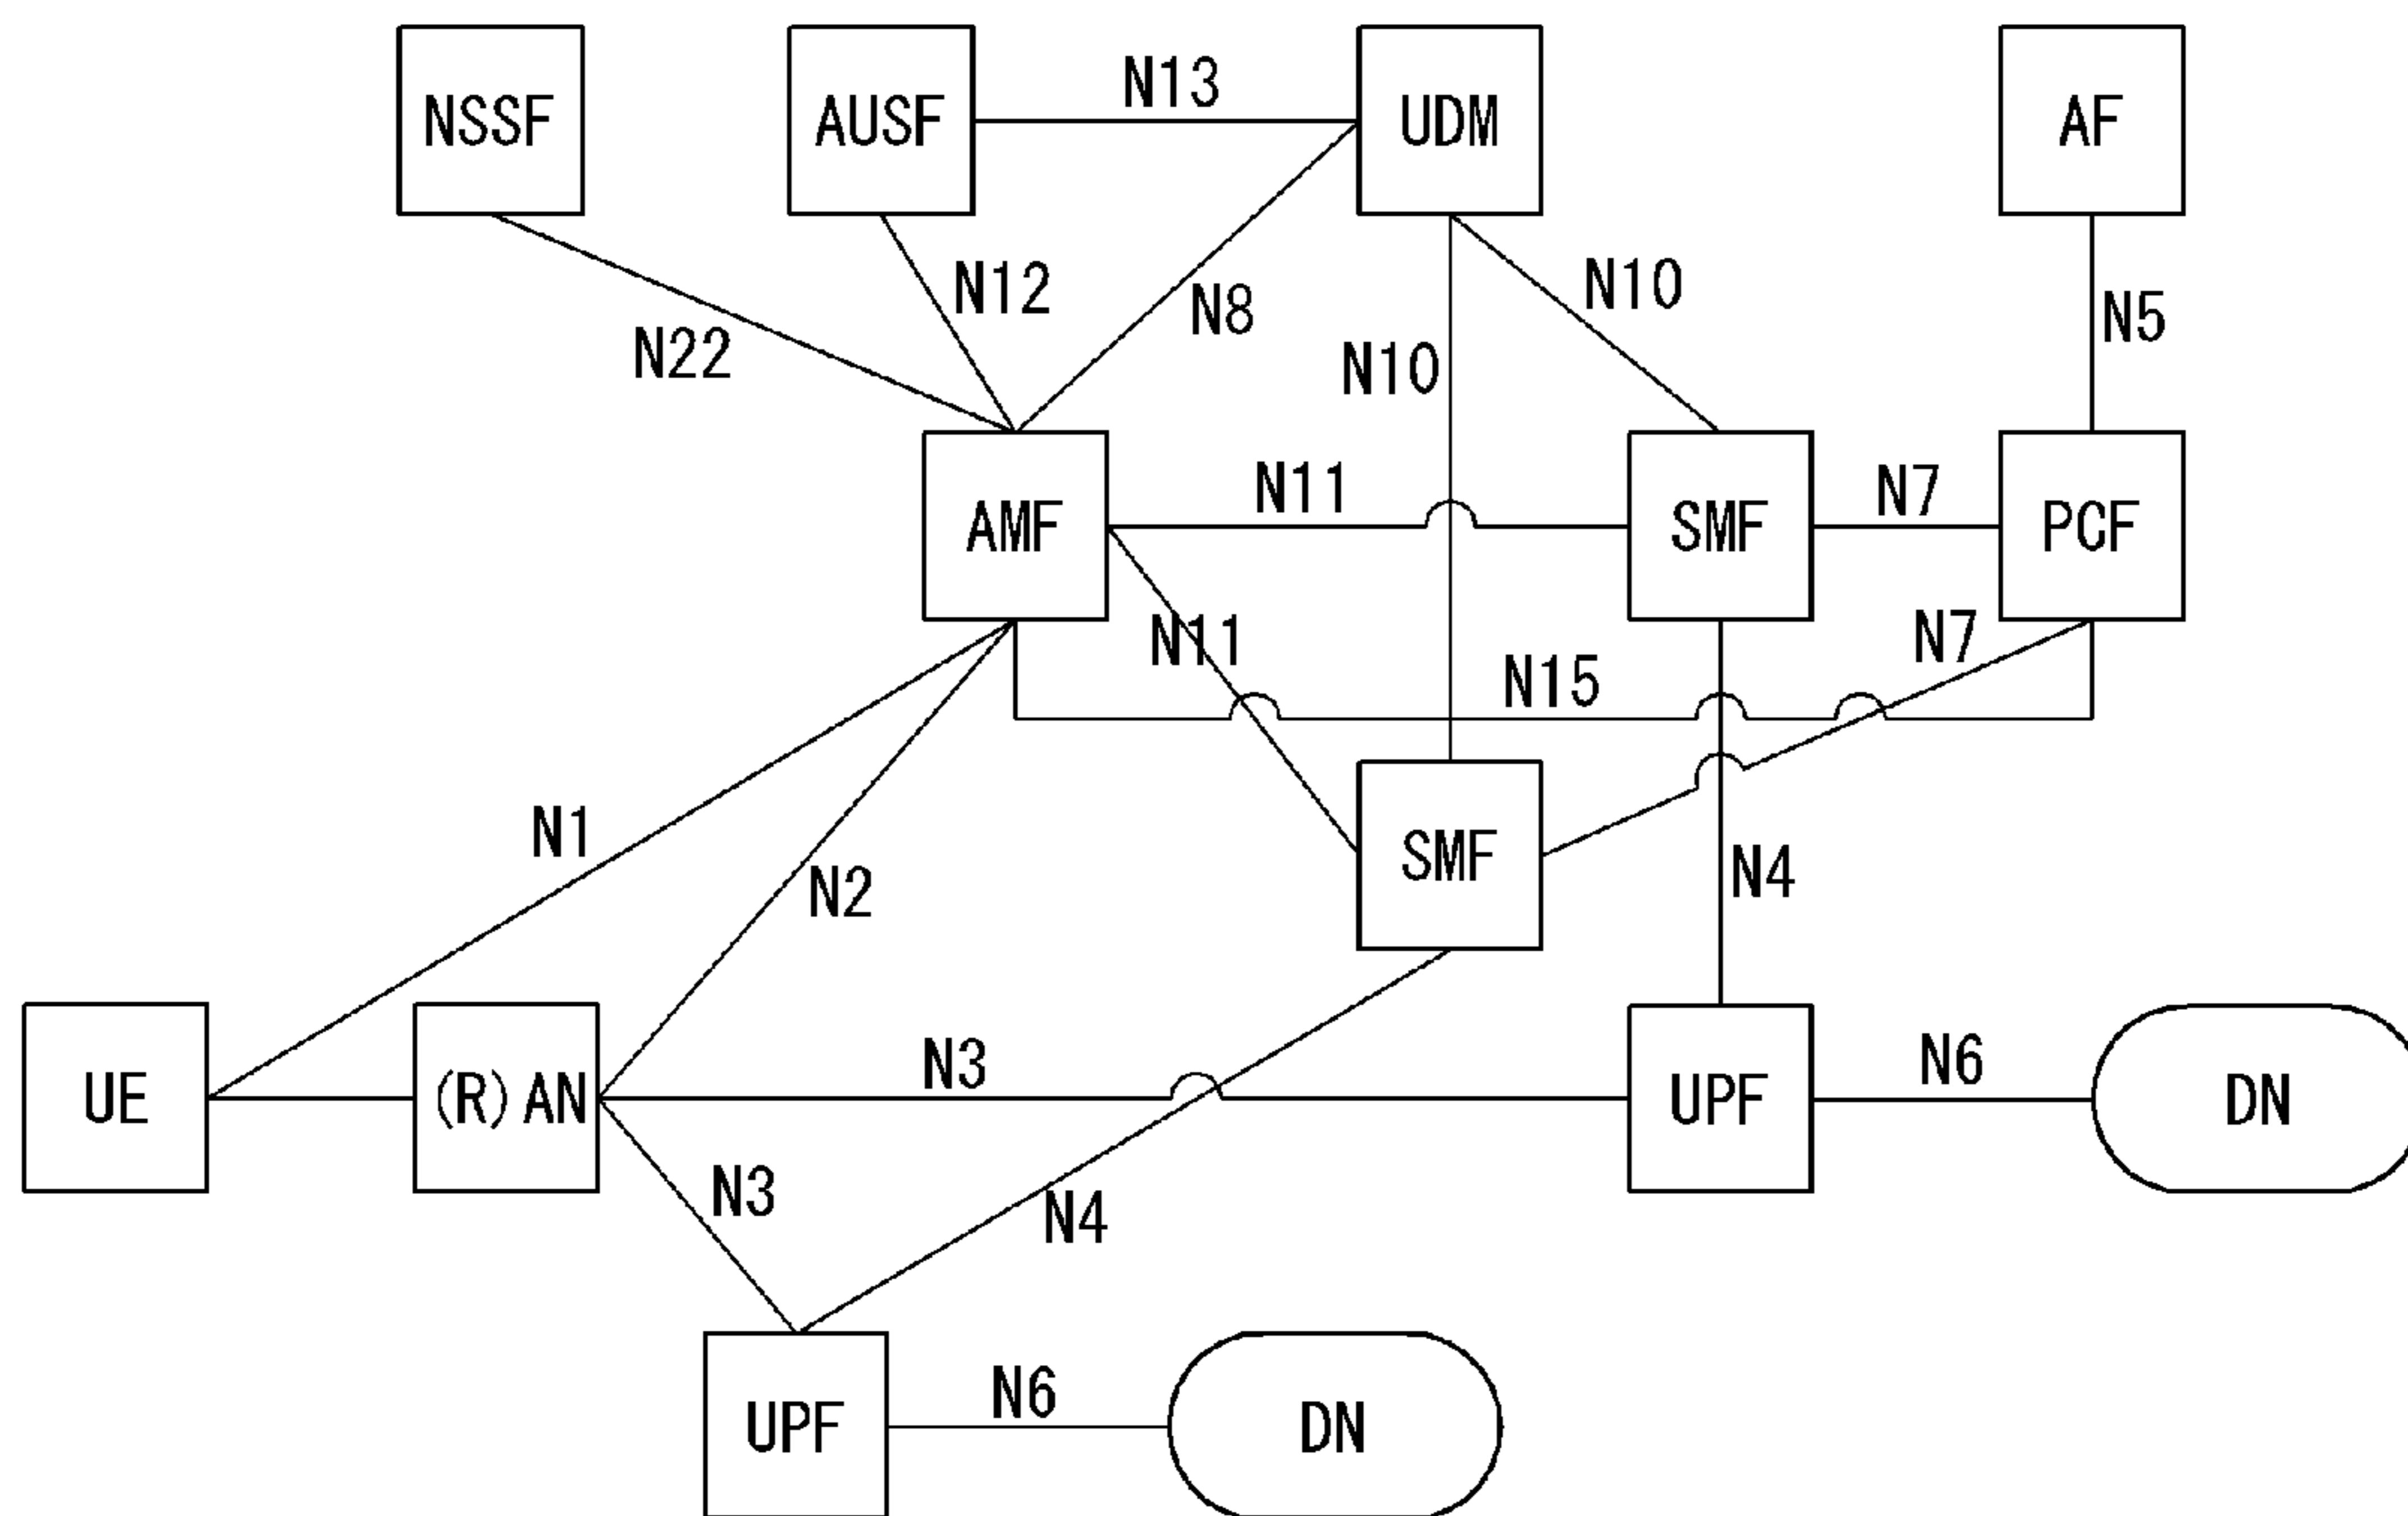 NSSF
AUSF
N13
UDM
AF
N12
N8
N10
N5
N22
N10
AMF
N11
SMF
N7
PCF
N11
N15
N7
N1
N2
SMF
N4
UE
(R)AN
N3
UPF
N6
DN
N3
N4
UPF
N6
DN